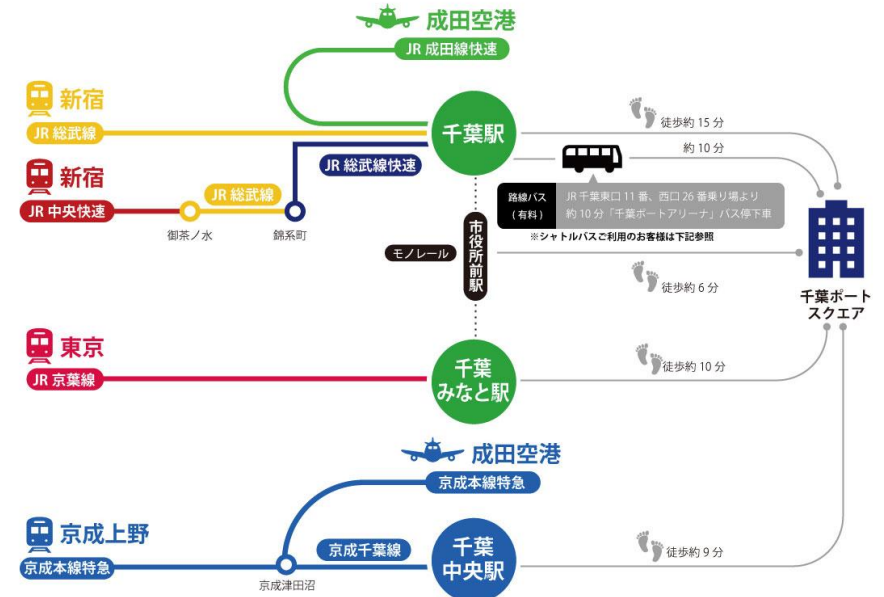 成田空港
JR 成田線快速
新宿
JR 総武線
千葉駅
徒歩約 15 分
約 10 分
JR 総武線快速
新宿
JR 総武線
JR 中央快速
御茶ノ水
錦糸町
路線バス
(有料)
JR 千葉東口 11 番、西口 26 番乗り場より
約 10 分「千葉ポートアリーナ」バス停下車
※シャトルバスご利用のお客様は下記参照
モノレール
市役所前駅
徒歩約 6 分
千葉ポート
スクエア
東京
JR 京葉線
千葉
みなと駅
徒歩約 10 分
成田空港
京成本線特急
京成上野
京成本線特急
京成千葉線
京成津田沼
千葉
中央駅
徒歩約 9 分